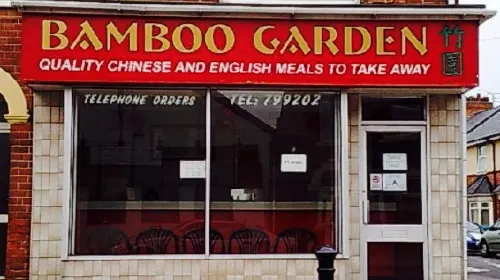 BAMBOO GARDEN
竹園
QUALITY CHINESE AND ENGLISH MEALS TO TAKE AWAY
TELEPHONE ORDERS TEL: 799202